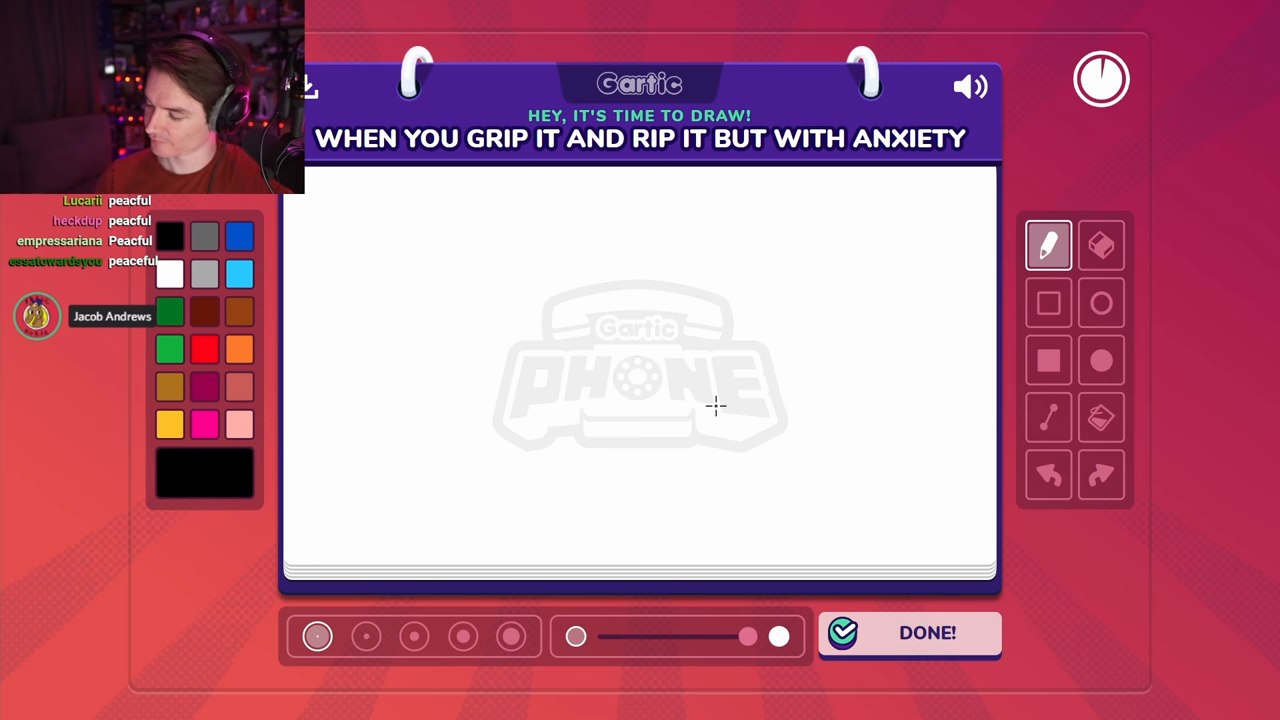 Gartic
HEY, IT'S TIME TO DRAW!
WHEN YOU GRIP IT AND RIP IT BUT WITH ANXIETY
Lucarii peacful
heckdup peacful
empressariana Peacful
essatowardsyou peaceful
Jacob Andrews
Gartic
PHONE
DONE!